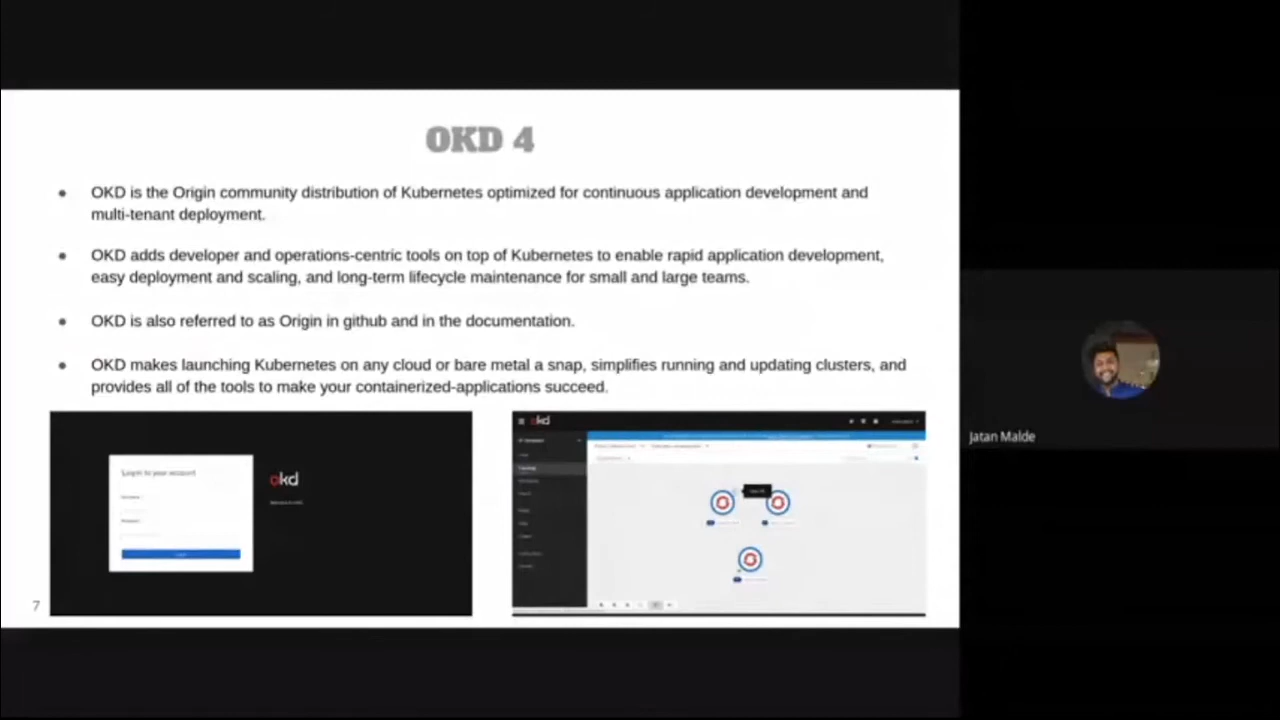 OKD 4
● OKD is the Origin community distribution of Kubernetes optimized for continuous application development and
multi-tenant deployment.
● OKD adds developer and operations-centric tools on top of Kubernetes to enable rapid application development,
easy deployment and scaling, and long-term lifecycle maintenance for small and large teams.
● OKD is also referred to as Origin in github and in the documentation.
● OKD makes launching Kubernetes on any cloud or bare metal a snap, simplifies running and updating clusters, and
provides all of the tools to make your containerized-applications succeed.
Log in to your account
okd
okd
7
Jatan Malde